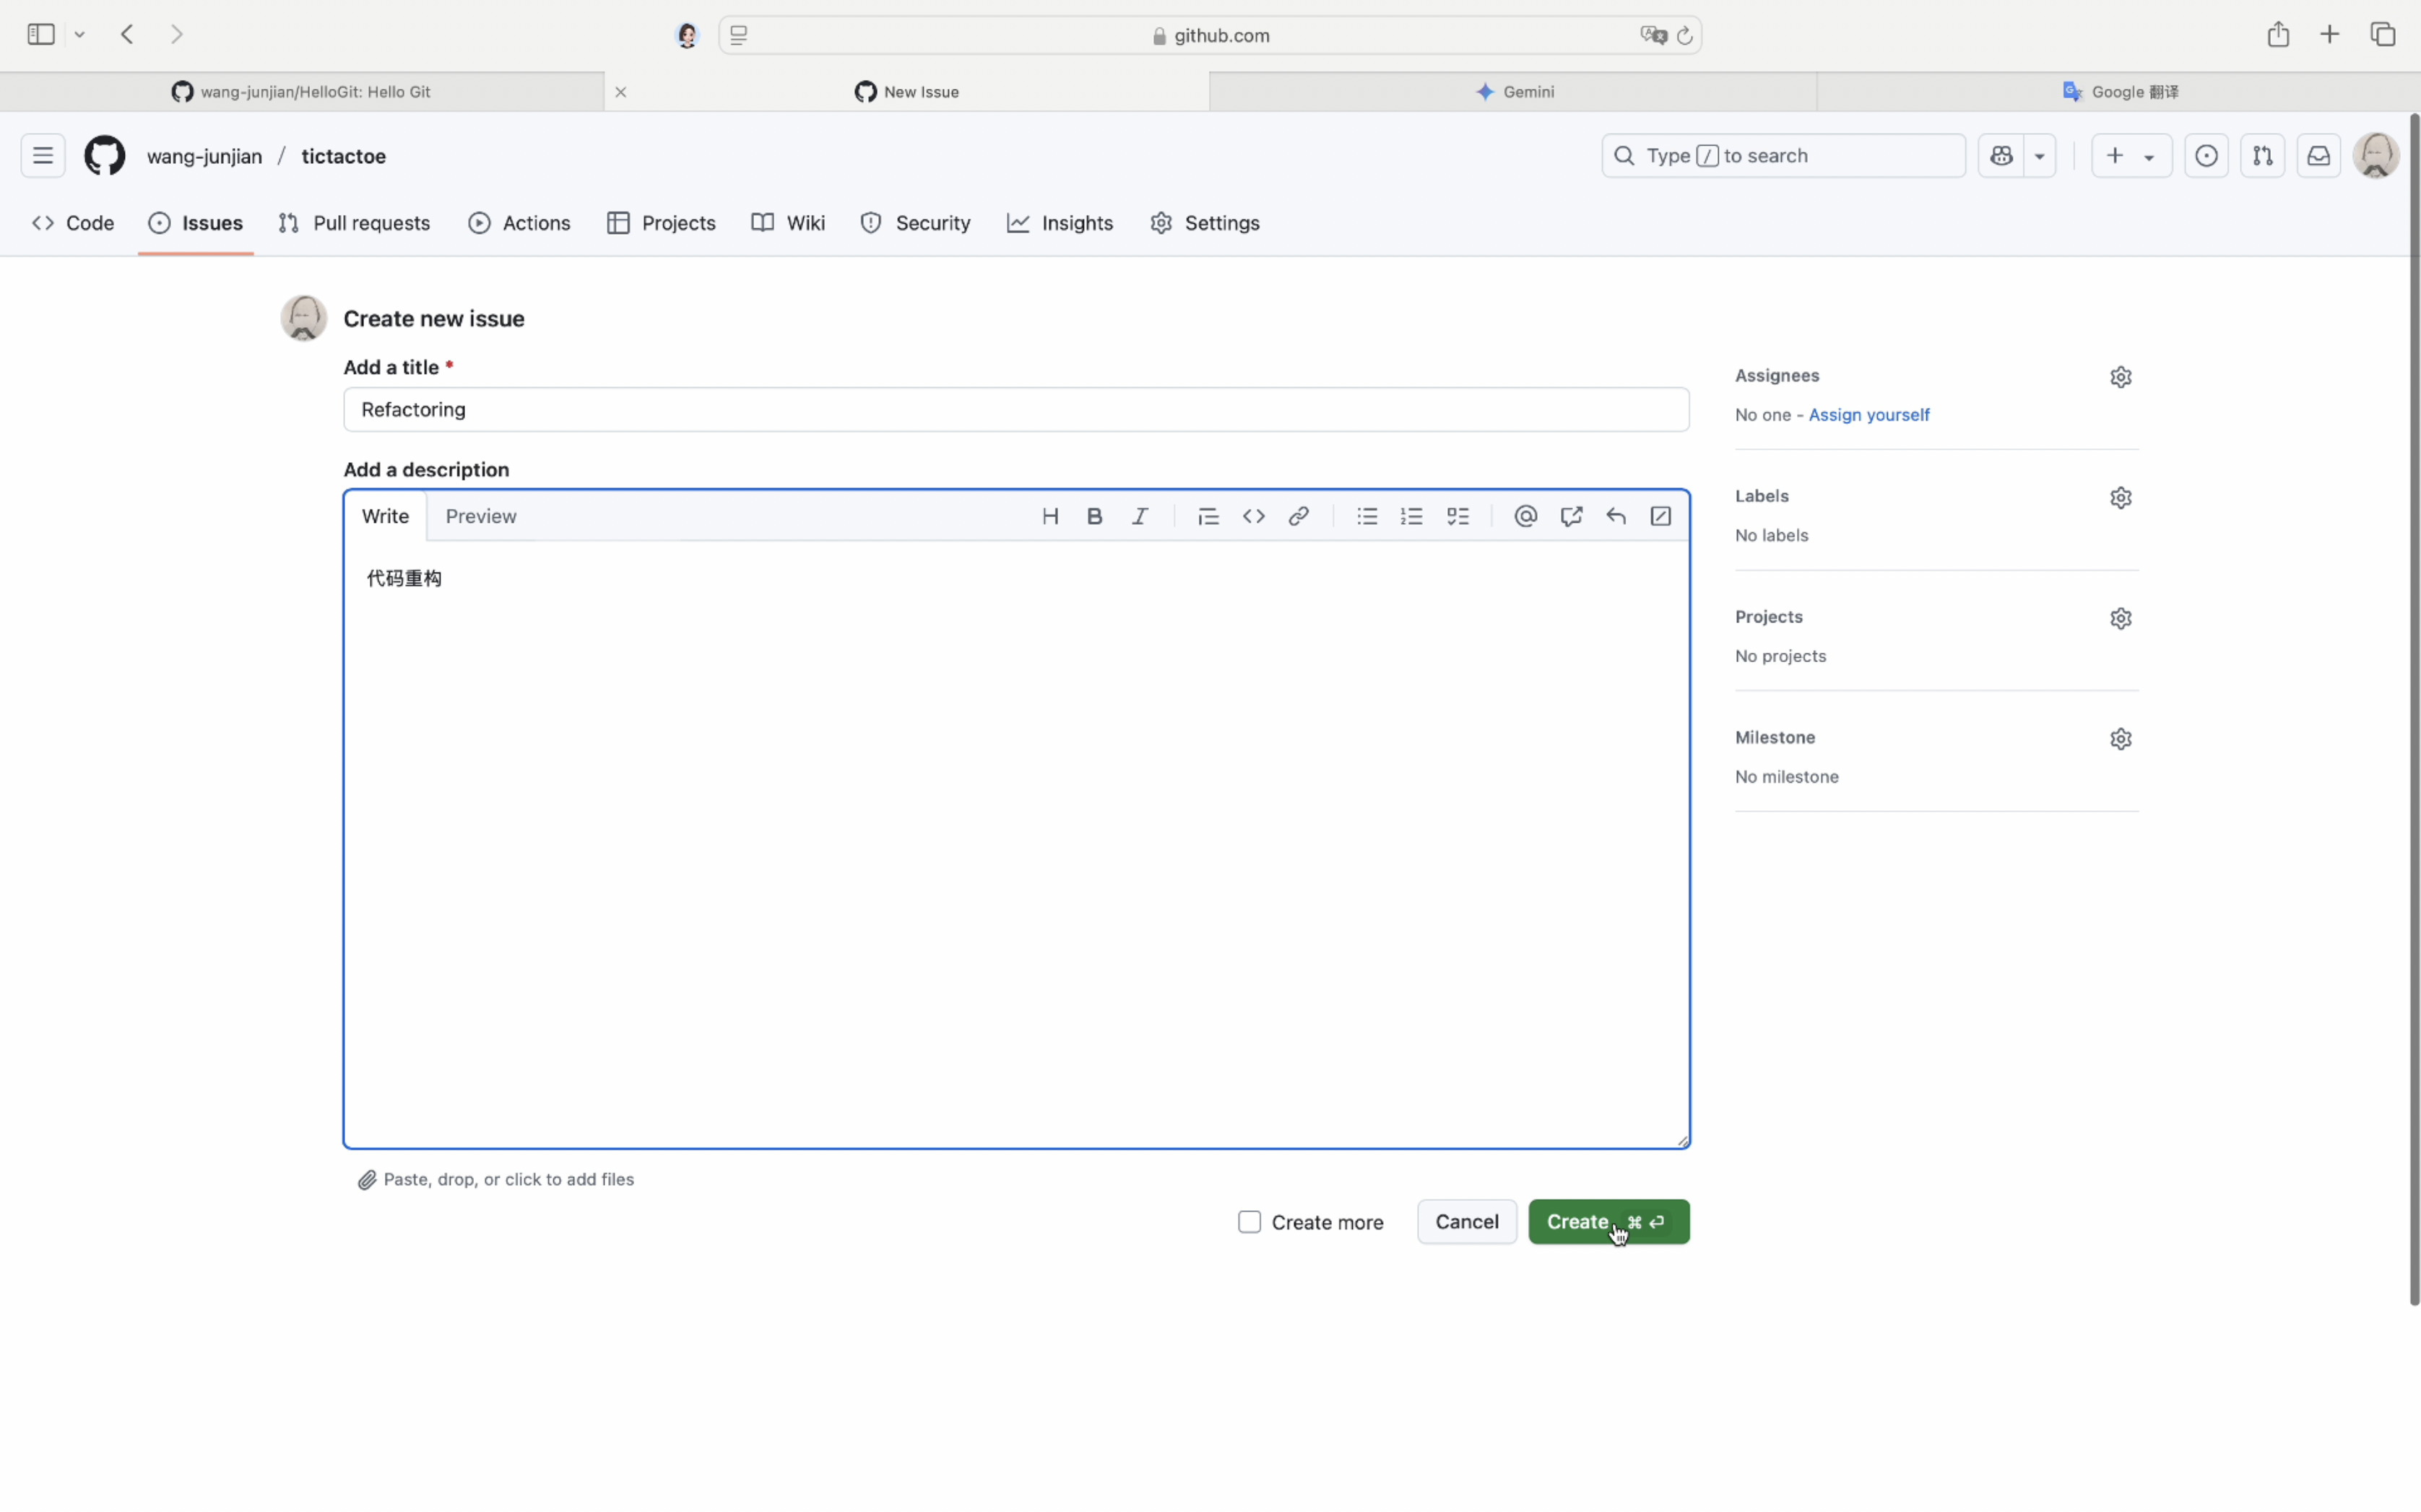 github.com
wang-junjian/HelloGit: Hello Git
New Issue
Gemini
Google 翻译
wang-junjian / tictactoe
Type / to search
Code
Issues
Pull requests
Actions
Projects
Wiki
Security
Insights
Settings
Create new issue
Add a title *
Refactoring
Add a description
Write
Preview
代码重构
Paste, drop, or click to add files
Create more
Cancel
Create ⌘ ⏎
Assignees
No one - Assign yourself
Labels
No labels
Projects
No projects
Milestone
No milestone